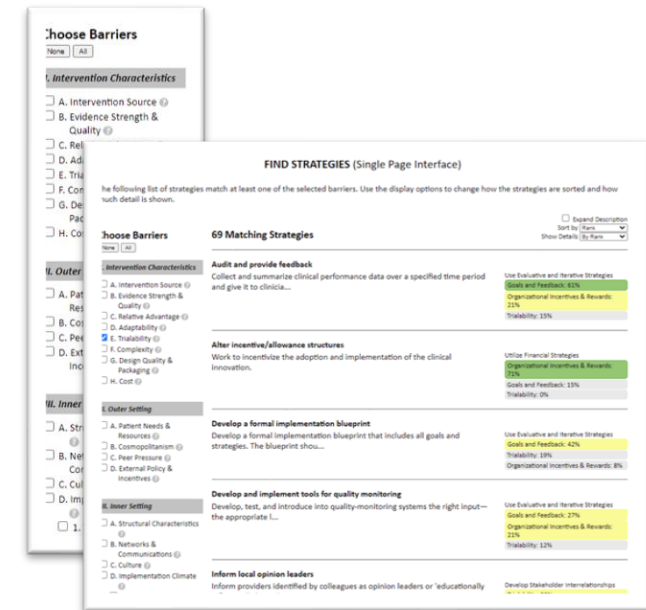 Choose Barriers
None All
I. Intervention Characteristics
A. Intervention Source
B. Evidence Strength &
Quality
C. Rel
D. Ad
E. Tria
F. Con
G. De
Pac
H. Co
II. Outer
A. Pat
Res
B. Co
C. Pee
D. Ext
Inc
III. Inner
A. Str
B. Ne
Co
C. Cul
D. Im
1.
FIND STRATEGIES (Single Page Interface)
he following list of strategies match at least one of the selected barriers. Use the display options to change how the strategies are sorted and how
uch detail is shown.
Expand Description
Sort by Rank
Show Details By Rank
Choose Barriers
None All
69 Matching Strategies
. Intervention Characteristics
A. Intervention Source
B. Evidence Strength &
Quality
C. Relative Advantage
D. Adaptability
E. Trialability
F. Complexity
G. Design Quality &
Packaging
H. Cost
I. Outer Setting
A. Patient Needs &
Resources
B. Cosmopolitanism
C. Peer Pressure
D. External Policy &
Incentives
II. Inner Setting
A. Structural Characteristics
B. Networks &
Communications
C. Culture
D. Implementation Climate
Audit and provide feedback
Collect and summarize clinical performance data over a specified time period
and give it to clinicia...
Use Evaluative and Iterative Strategies
Goals and Feedback: 61%
Organizational Incentives & Rewards:
21%
Trialability: 15%
Alter incentive/allowance structures
Work to incentivize the adoption and implementation of the clinical
innovation.
Utilize Financial Strategies
Organizational Incentives & Rewards:
71%
Goals and Feedback: 15%
Trialability: 0%
Develop a formal implementation blueprint
Develop a formal implementation blueprint that includes all goals and
strategies. The blueprint shou...
Use Evaluative and Iterative Strategies
Goals and Feedback: 42%
Trialability: 19%
Organizational Incentives & Rewards: 8%
Develop and implement tools for quality monitoring
Develop, test, and introduce into quality-monitoring systems the right input—
the appropriate l...
Use Evaluative and Iterative Strategies
Goals and Feedback: 27%
Organizational Incentives & Rewards:
21%
Trialability: 12%
Inform local opinion leaders
Inform providers identified by colleagues as opinion leaders or 'educationally
Develop Stakeholder Interrelationships